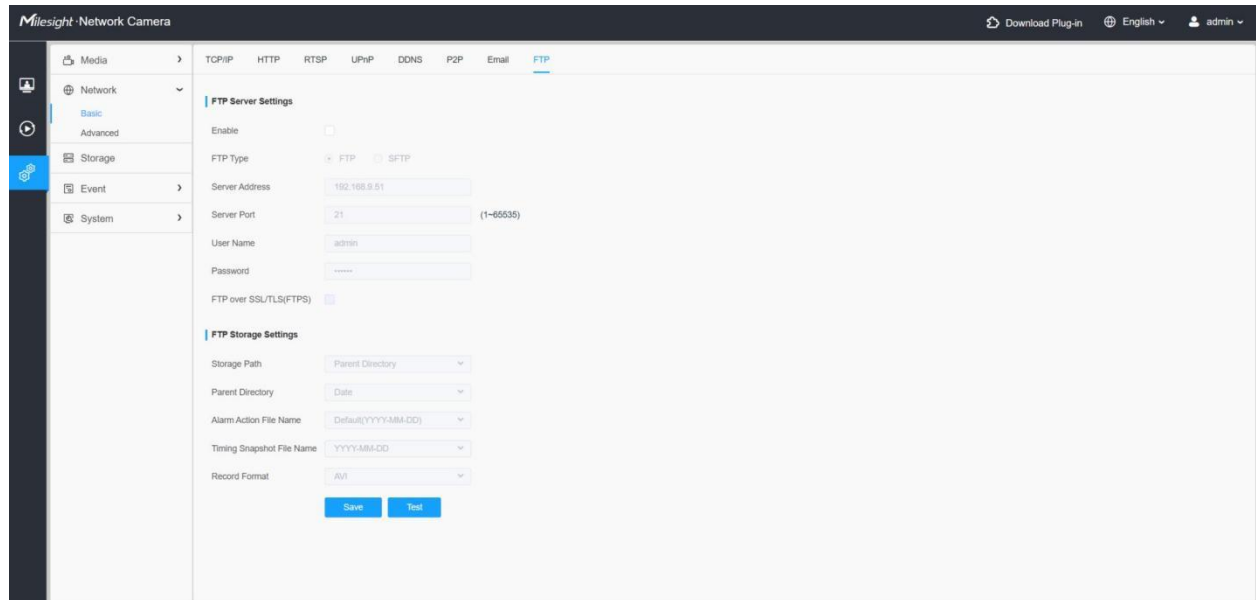 Milesight · Network Camera
Download Plug-in
English
admin
Media
Network
Basic
Advanced
Storage
Event
System
TCP/IP HTTP RTSP UPnP DDNS P2P Email FTP
FTP Server Settings
Enable
FTP Type FTP SFTP
Server Address 192.168.9.51
Server Port 21 (1~65535)
User Name admin
Password ••••••
FTP over SSL/TLS(FTPS)
FTP Storage Settings
Storage Path Parent Directory
Parent Directory Date
Alarm Action File Name Default(YYYY-MM-DD)
Timing Snapshot File Name YYYY-MM-DD
Record Format AVI
Save Test